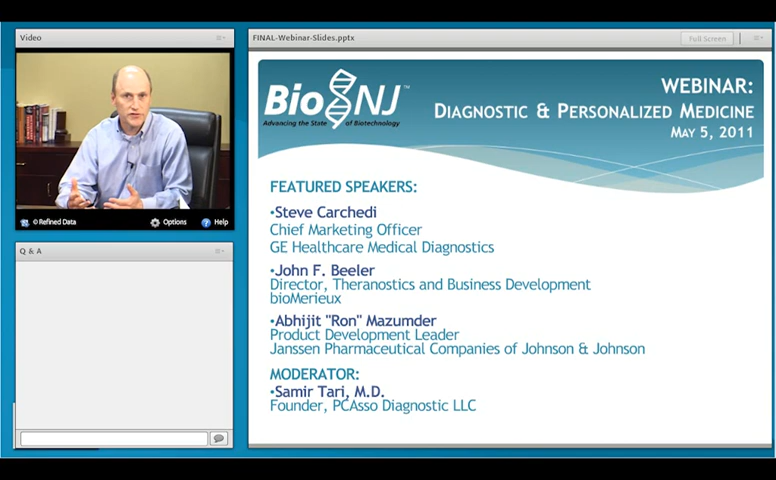 Video
FINAL-Webinar-Slides.pptx
Full Screen
BioNJ™
Advancing the State of Biotechnology
WEBINAR:
DIAGNOSTIC & PERSONALIZED MEDICINE
MAY 5, 2011
FEATURED SPEAKERS:
•Steve Carchedi
Chief Marketing Officer
GE Healthcare Medical Diagnostics
•John F. Beeler
Director, Theranostics and Business Development
bioMerieux
•Abhijit "Ron" Mazumder
Product Development Leader
Janssen Pharmaceutical Companies of Johnson & Johnson
MODERATOR:
•Samir Tari, M.D.
Founder, PCAsso Diagnostic LLC
© Refined Data
Options
Help
Q & A